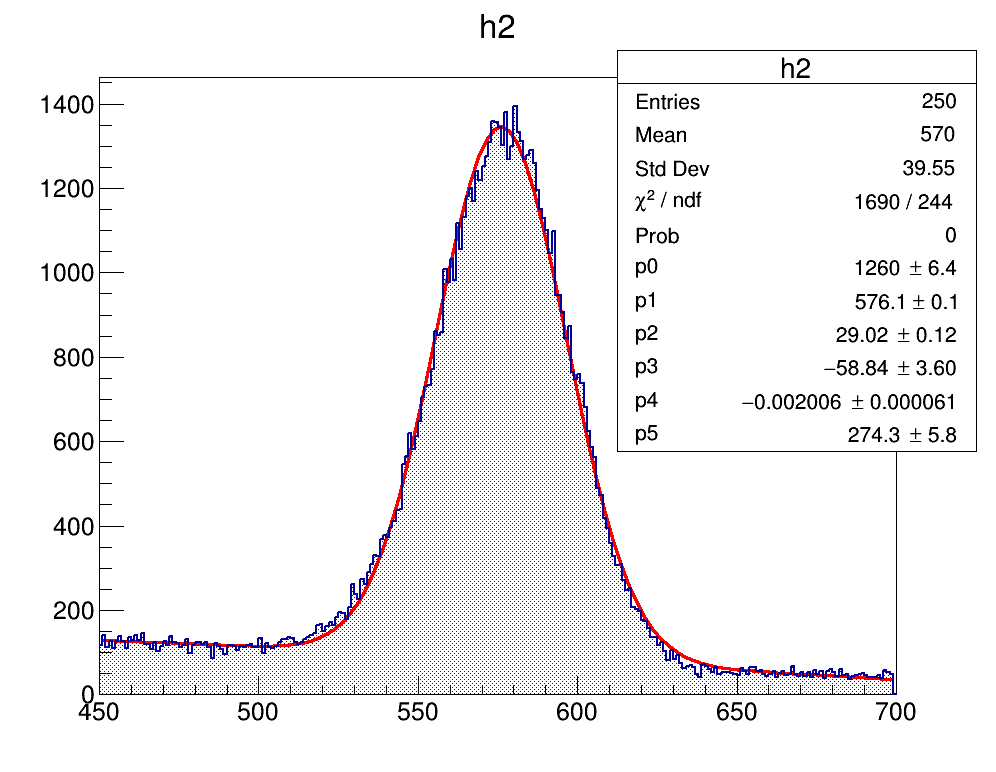 h2
h2
Entries 250
Mean 570
Std Dev 39.55
χ² / ndf 1690 / 244
Prob 0
p0 1260 ± 6.4
p1 576.1 ± 0.1
p2 29.02 ± 0.12
p3 −58.84 ± 3.60
p4 −0.002006 ± 0.000061
p5 274.3 ± 5.8
1400
1200
1000
800
600
400
200
0
450 500 550 600 650 700